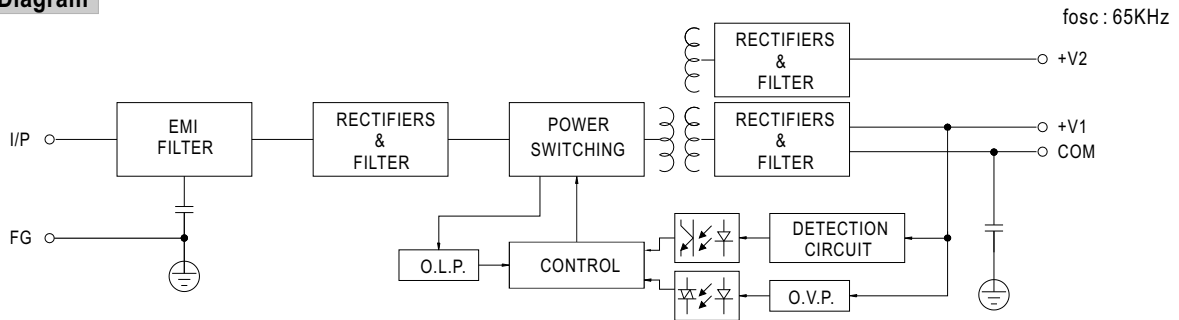 Diagram
fosc : 65KHz
RECTIFIERS
&
FILTER
+V2
I/P
EMI
FILTER
RECTIFIERS
&
FILTER
POWER
SWITCHING
RECTIFIERS
&
FILTER
+V1
COM
FG
O.L.P.
CONTROL
DETECTION
CIRCUIT
O.V.P.